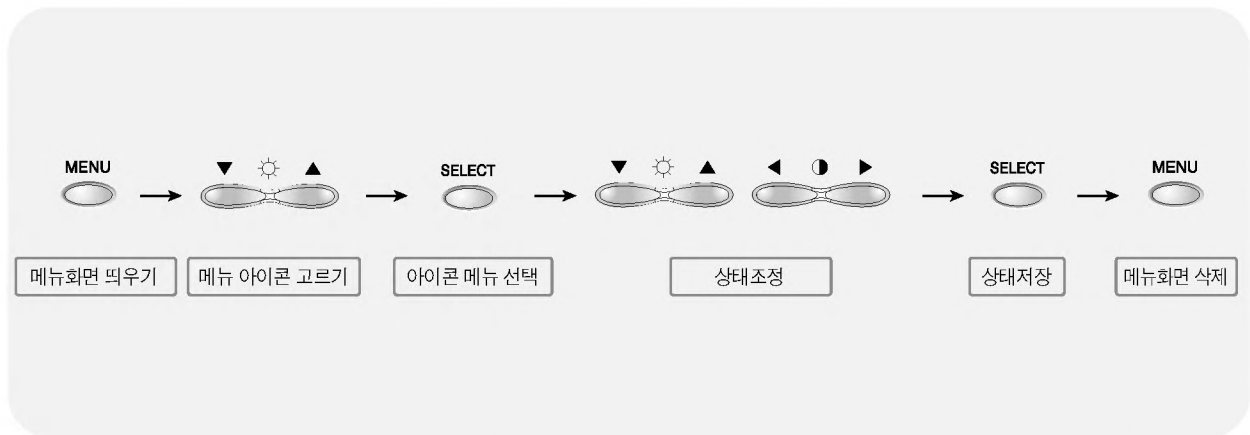 MENU
SELECT
SELECT
MENU
메뉴화면 띄우기
메뉴 아이콘 고르기
아이콘 메뉴 선택
상태조정
상태저장
메뉴화면 삭제